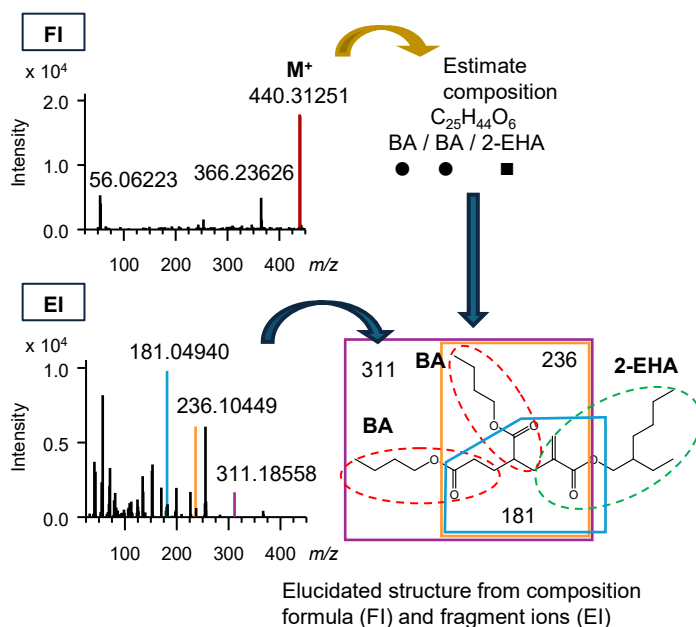 FI
x 10⁴
M⁺
440.31251
2.0
1.0
0.0
Intensity
56.06223
366.23626
100 200 300 400 m/z
Estimate
composition
C₂₅H₄₄O₆
BA / BA / 2-EHA
EI
x 10⁴
181.04940
1.0
0.5
0.0
Intensity
236.10449
311.18558
100 200 300 400 m/z
311
BA
236
2-EHA
BA
O
O
O
O
O
O
181
Elucidated structure from composition
formula (FI) and fragment ions (EI)